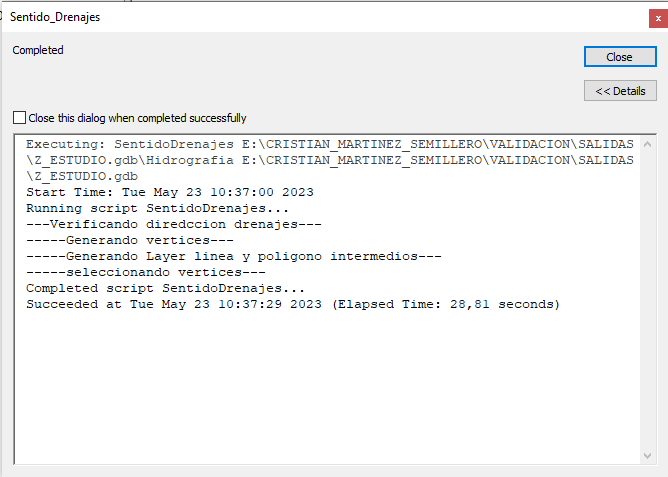 Sentido_Drenajes
x
Completed
Close
<< Details
Close this dialog when completed successfully
Executing: SentidoDrenajes E:\CRISTIAN_MARTINEZ_SEMILLERO\VALIDACION\SALIDAS
\Z_ESTUDIO.gdb\Hidrografia E:\CRISTIAN_MARTINEZ_SEMILLERO\VALIDACION\SALIDAS
\Z_ESTUDIO.gdb
Start Time: Tue May 23 10:37:00 2023
Running script SentidoDrenajes...
---Verificando diredccion drenajes---
-----Generando vertices---
-----Generando Layer linea y poligono intermedios---
-----seleccionando vertices---
Completed script SentidoDrenajes...
Succeeded at Tue May 23 10:37:29 2023 (Elapsed Time: 28,81 seconds)